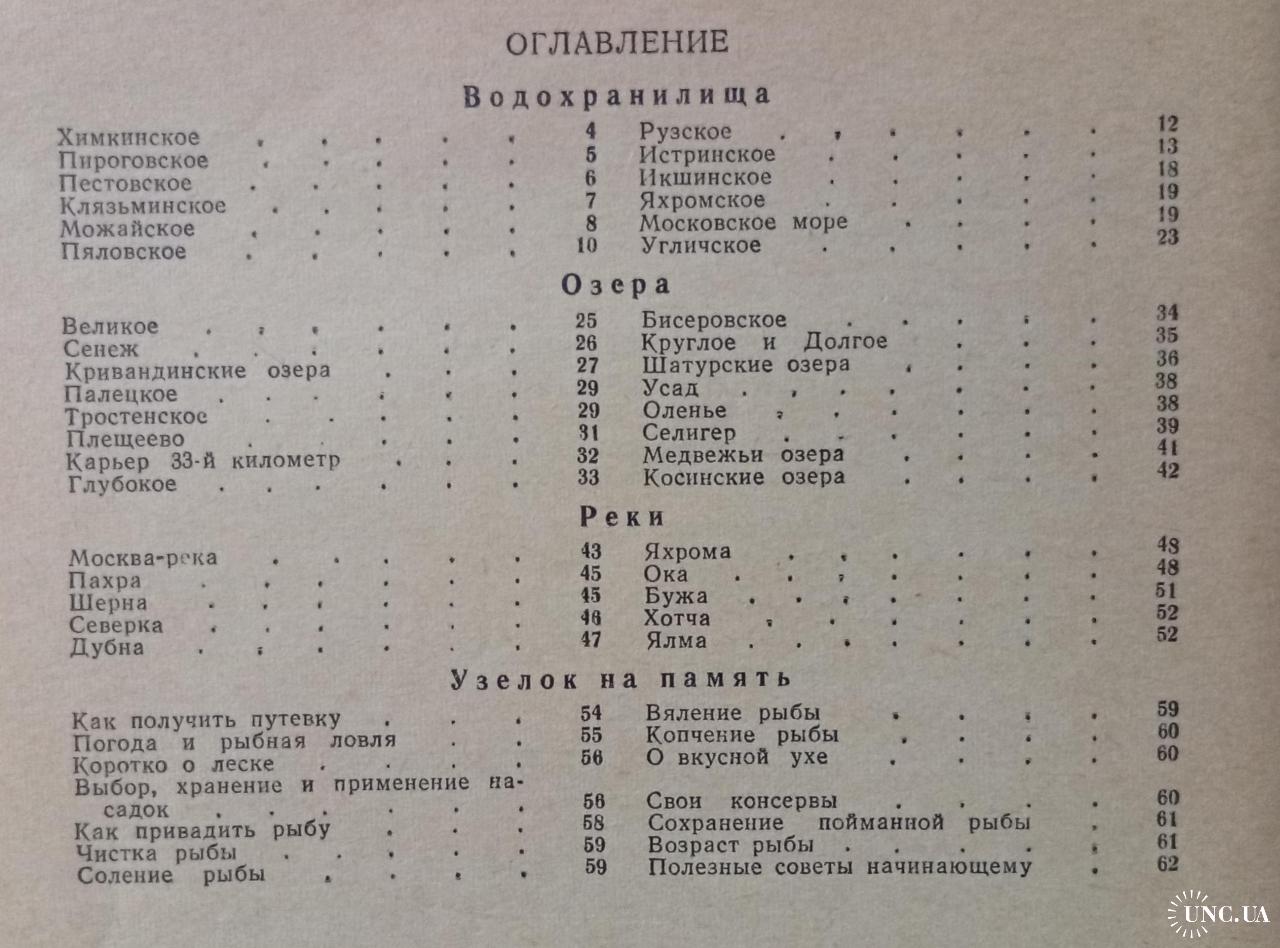 ОГЛАВЛЕНИЕ
Водохранилища
Химкинское . . . . . 4
Пироговское . . . . . 5
Пестовское . . . . . 6
Клязьминское . . . . . 7
Можайское . . . . . 8
Пяловское . . . . . 10
Рузское . . . . . . 12
Истринское . . . . . 13
Икшинское . . . . . 18
Яхромское . . . . . 19
Московское море . . . . 19
Угличское . . . . . 23
Озера
Великое . . . . . . 25
Сенеж . . . . . . 26
Кривандинские озера . . . 27
Палецкое . . . . . . 29
Тростенское . . . . . 29
Плещеево . . . . . 31
Карьер 33-й километр . . . 32
Глубокое . . . . . . 33
Бисеровское . . . . . 34
Круглое и Долгое . . . 35
Шатурские озера . . . . 36
Усад . . . . . . . 38
Оленье . . . . . . 38
Селигер . . . . . . 39
Медвежьи озера . . . . 41
Косинские озера . . . . 42
Реки
Москва-река . . . . . 43
Пахра . . . . . . 45
Шерна . . . . . . 45
Северка . . . . . . 46
Дубна . . . . . . 47
Яхрома . . . . . . 48
Ока . . . . . . . 48
Бужа . . . . . . . 51
Хотча . . . . . . 52
Ялма . . . . . . . 52
Узелок на память
Как получить путевку . . . 54
Погода и рыбная ловля . . 55
Коротко о леске . . . . 56
Выбор, хранение и применение на-
садок . . . . . . 56
Как привадить рыбу . . . 58
Чистка рыбы . . . . . 59
Соление рыбы . . . . 59
Вяление рыбы . . . . 59
Копчение рыбы . . . . 60
О вкусной ухе . . . . 60
Свои консервы . . . . 60
Сохранение пойманной рыбы . 61
Возраст рыбы . . . . . 61
Полезные советы начинающему . 62
UNC.UA